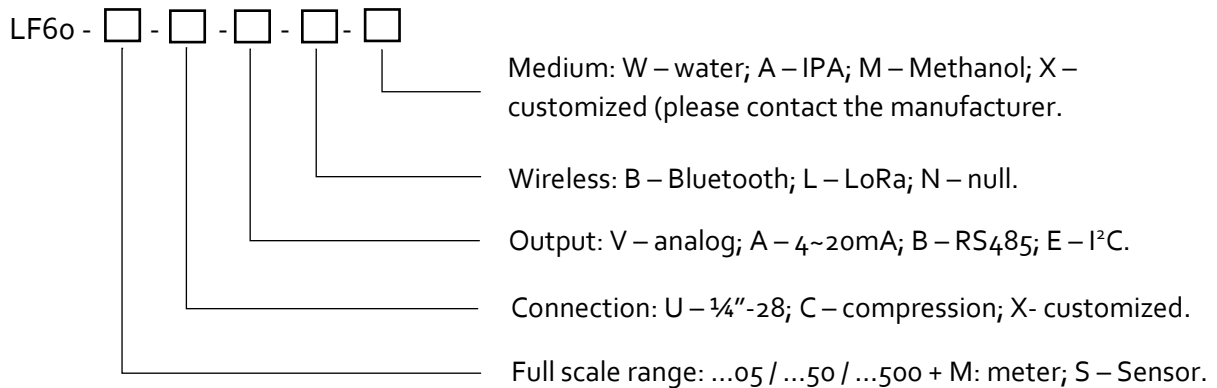 LF60 - □ - □ - □ - □ - □
Medium: W – water; A – IPA; M – Methanol; X –
customized (please contact the manufacturer.
Wireless: B – Bluetooth; L – LoRa; N – null.
Output: V – analog; A – 4~20mA; B – RS485; E – I²C.
Connection: U – ¼”-28; C – compression; X- customized.
Full scale range: …05 / …50 / …500 + M: meter; S – Sensor.